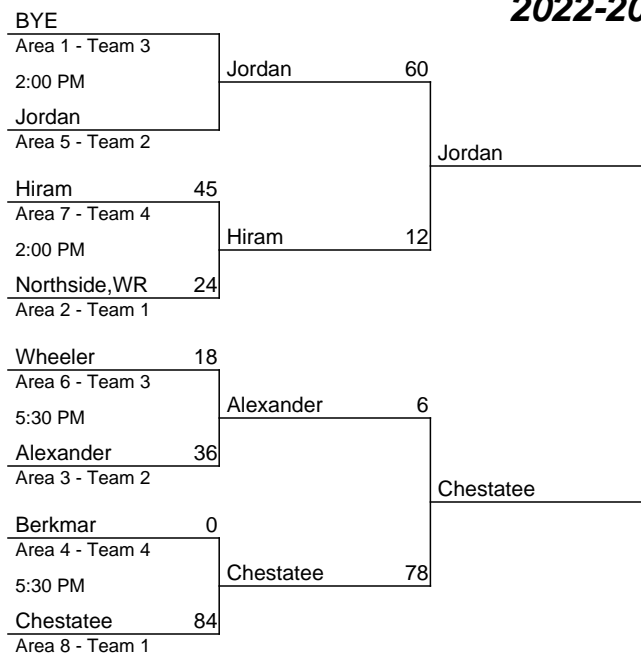 2022-20
BYE
Area 1 - Team 3
Jordan 60
2:00 PM
Jordan
Area 5 - Team 2
Jordan
Hiram 45
Area 7 - Team 4
Hiram 12
2:00 PM
Northside,WR 24
Area 2 - Team 1
Wheeler 18
Area 6 - Team 3
Alexander 6
5:30 PM
Alexander 36
Area 3 - Team 2
Chestatee
Berkmar 0
Area 4 - Team 4
Chestatee 78
5:30 PM
Chestatee 84
Area 8 - Team 1